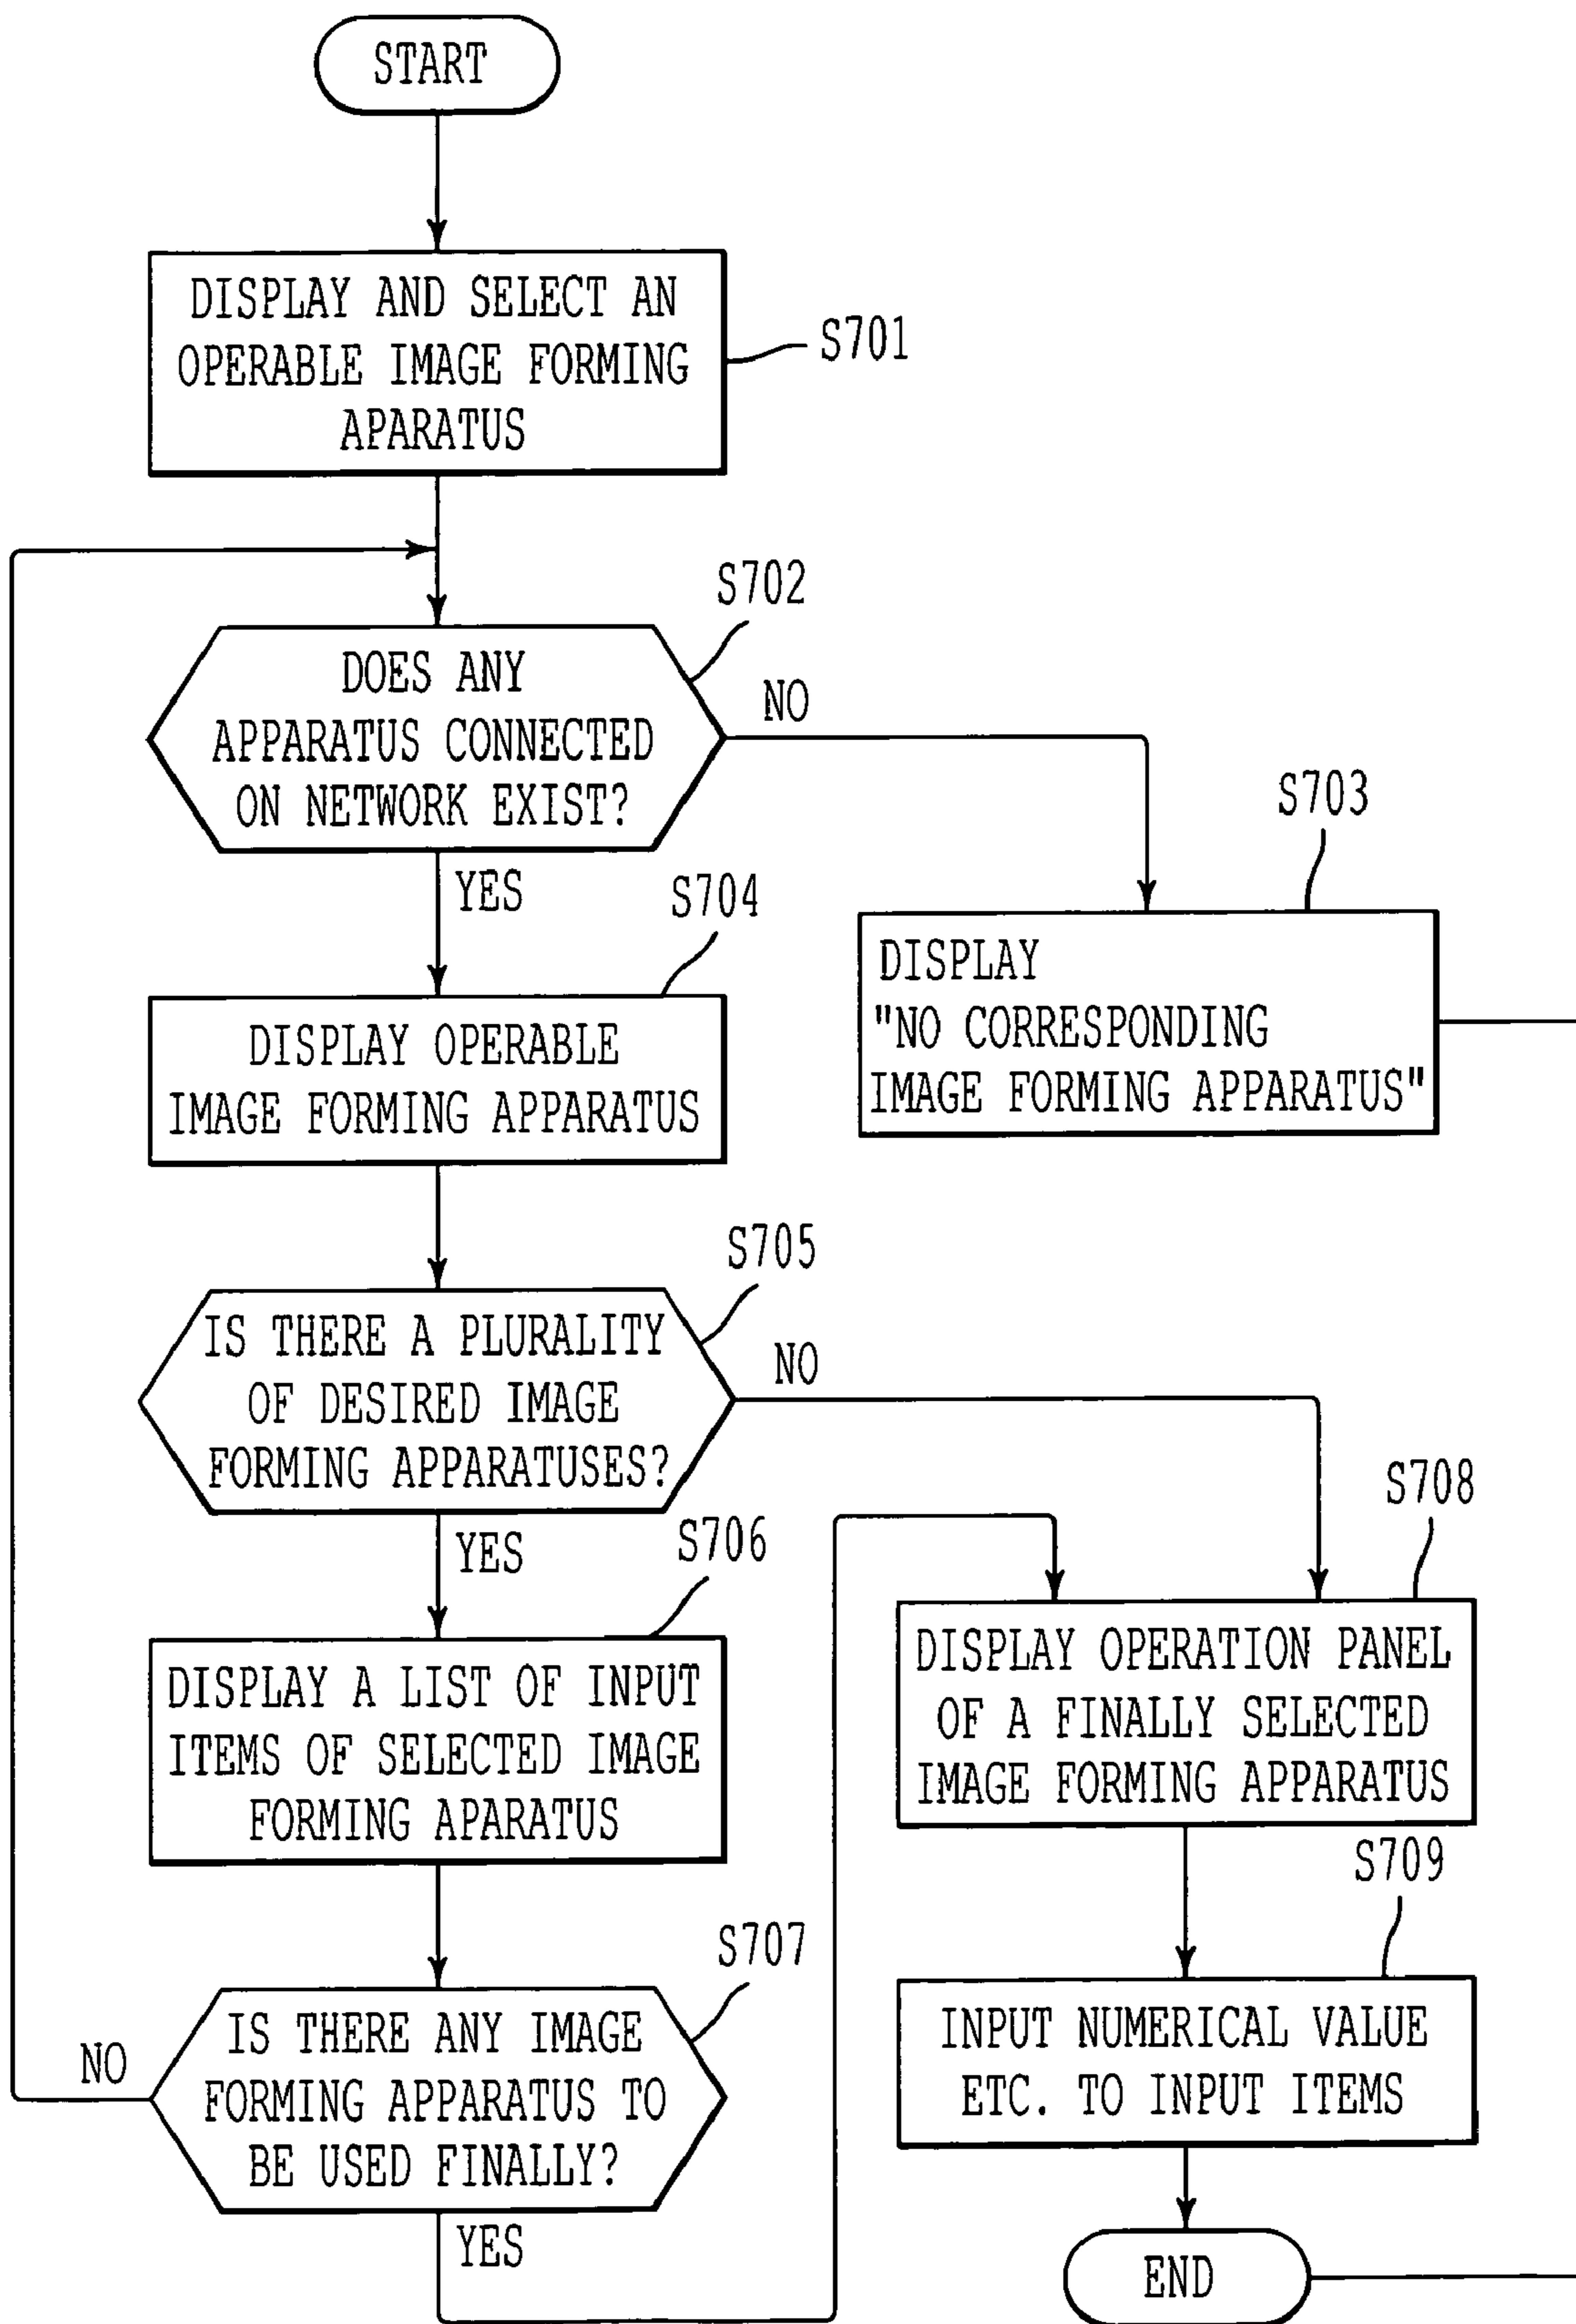 START
DISPLAY AND SELECT AN
OPERABLE IMAGE FORMING
APARATUS
S701
S702
DOES ANY
APPARATUS CONNECTED
ON NETWORK EXIST?
NO
YES
S703
DISPLAY
"NO CORRESPONDING
IMAGE FORMING APPARATUS"
S704
DISPLAY OPERABLE
IMAGE FORMING APPARATUS
S705
IS THERE A PLURALITY
OF DESIRED IMAGE
FORMING APPARATUSES?
NO
YES
S706
DISPLAY A LIST OF INPUT
ITEMS OF SELECTED IMAGE
FORMING APARATUS
S707
IS THERE ANY IMAGE
FORMING APPARATUS TO
BE USED FINALLY?
NO
YES
S708
DISPLAY OPERATION PANEL
OF A FINALLY SELECTED
IMAGE FORMING APPARATUS
S709
INPUT NUMERICAL VALUE
ETC. TO INPUT ITEMS
END